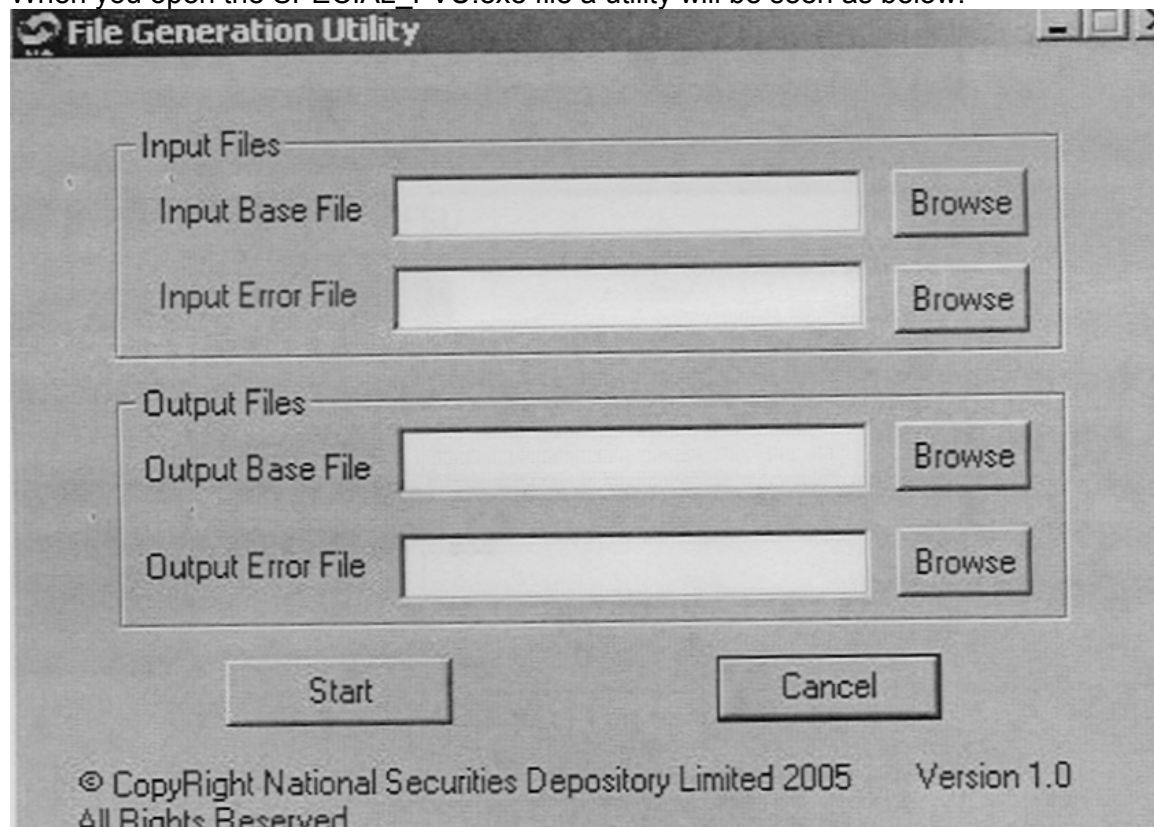 When you open the SPECIAL_FVU.exe file a utility will be seen as below:
File Generation Utility
Input Files
Input Base File Browse
Input Error File Browse
Output Files
Output Base File Browse
Output Error File Browse
Start Cancel
© CopyRight National Securities Depository Limited 2005 Version 1.0
All Rights Reserved